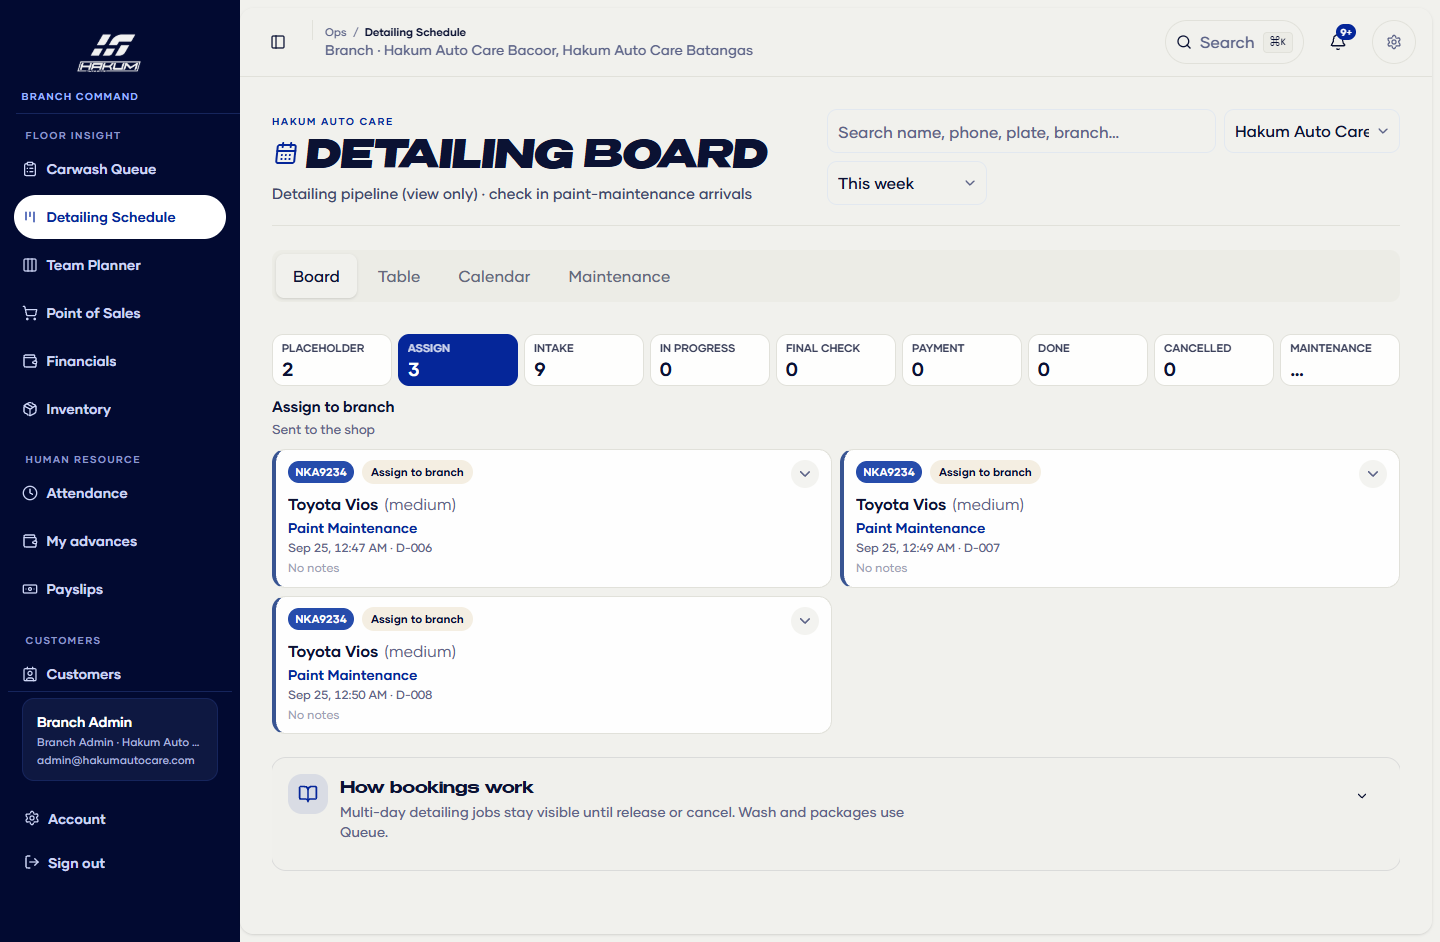 HAKUM
BRANCH COMMAND
FLOOR INSIGHT
Carwash Queue
Detailing Schedule
Team Planner
Point of Sales
Financials
Inventory
HUMAN RESOURCE
Attendance
My advances
Payslips
CUSTOMERS
Customers
Branch Admin
Branch Admin · Hakum Auto ...
admin@hakumautocare.com
Account
Sign out
Ops / Detailing Schedule
Branch · Hakum Auto Care Bacoor, Hakum Auto Care Batangas
Search ⌘K
9+
HAKUM AUTO CARE
DETAILING BOARD
Detailing pipeline (view only) · check in paint-maintenance arrivals
Search name, phone, plate, branch...
Hakum Auto Care
This week
Board Table Calendar Maintenance
PLACEHOLDER ASSIGN INTAKE IN PROGRESS FINAL CHECK PAYMENT DONE CANCELLED MAINTENANCE
2 3 9 0 0 0 0 0 ...
Assign to branch
Sent to the shop
NKA9234 Assign to branch
Toyota Vios (medium)
Paint Maintenance
Sep 25, 12:47 AM · D-006
No notes
NKA9234 Assign to branch
Toyota Vios (medium)
Paint Maintenance
Sep 25, 12:49 AM · D-007
No notes
NKA9234 Assign to branch
Toyota Vios (medium)
Paint Maintenance
Sep 25, 12:50 AM · D-008
No notes
How bookings work
Multi-day detailing jobs stay visible until release or cancel. Wash and packages use
Queue.